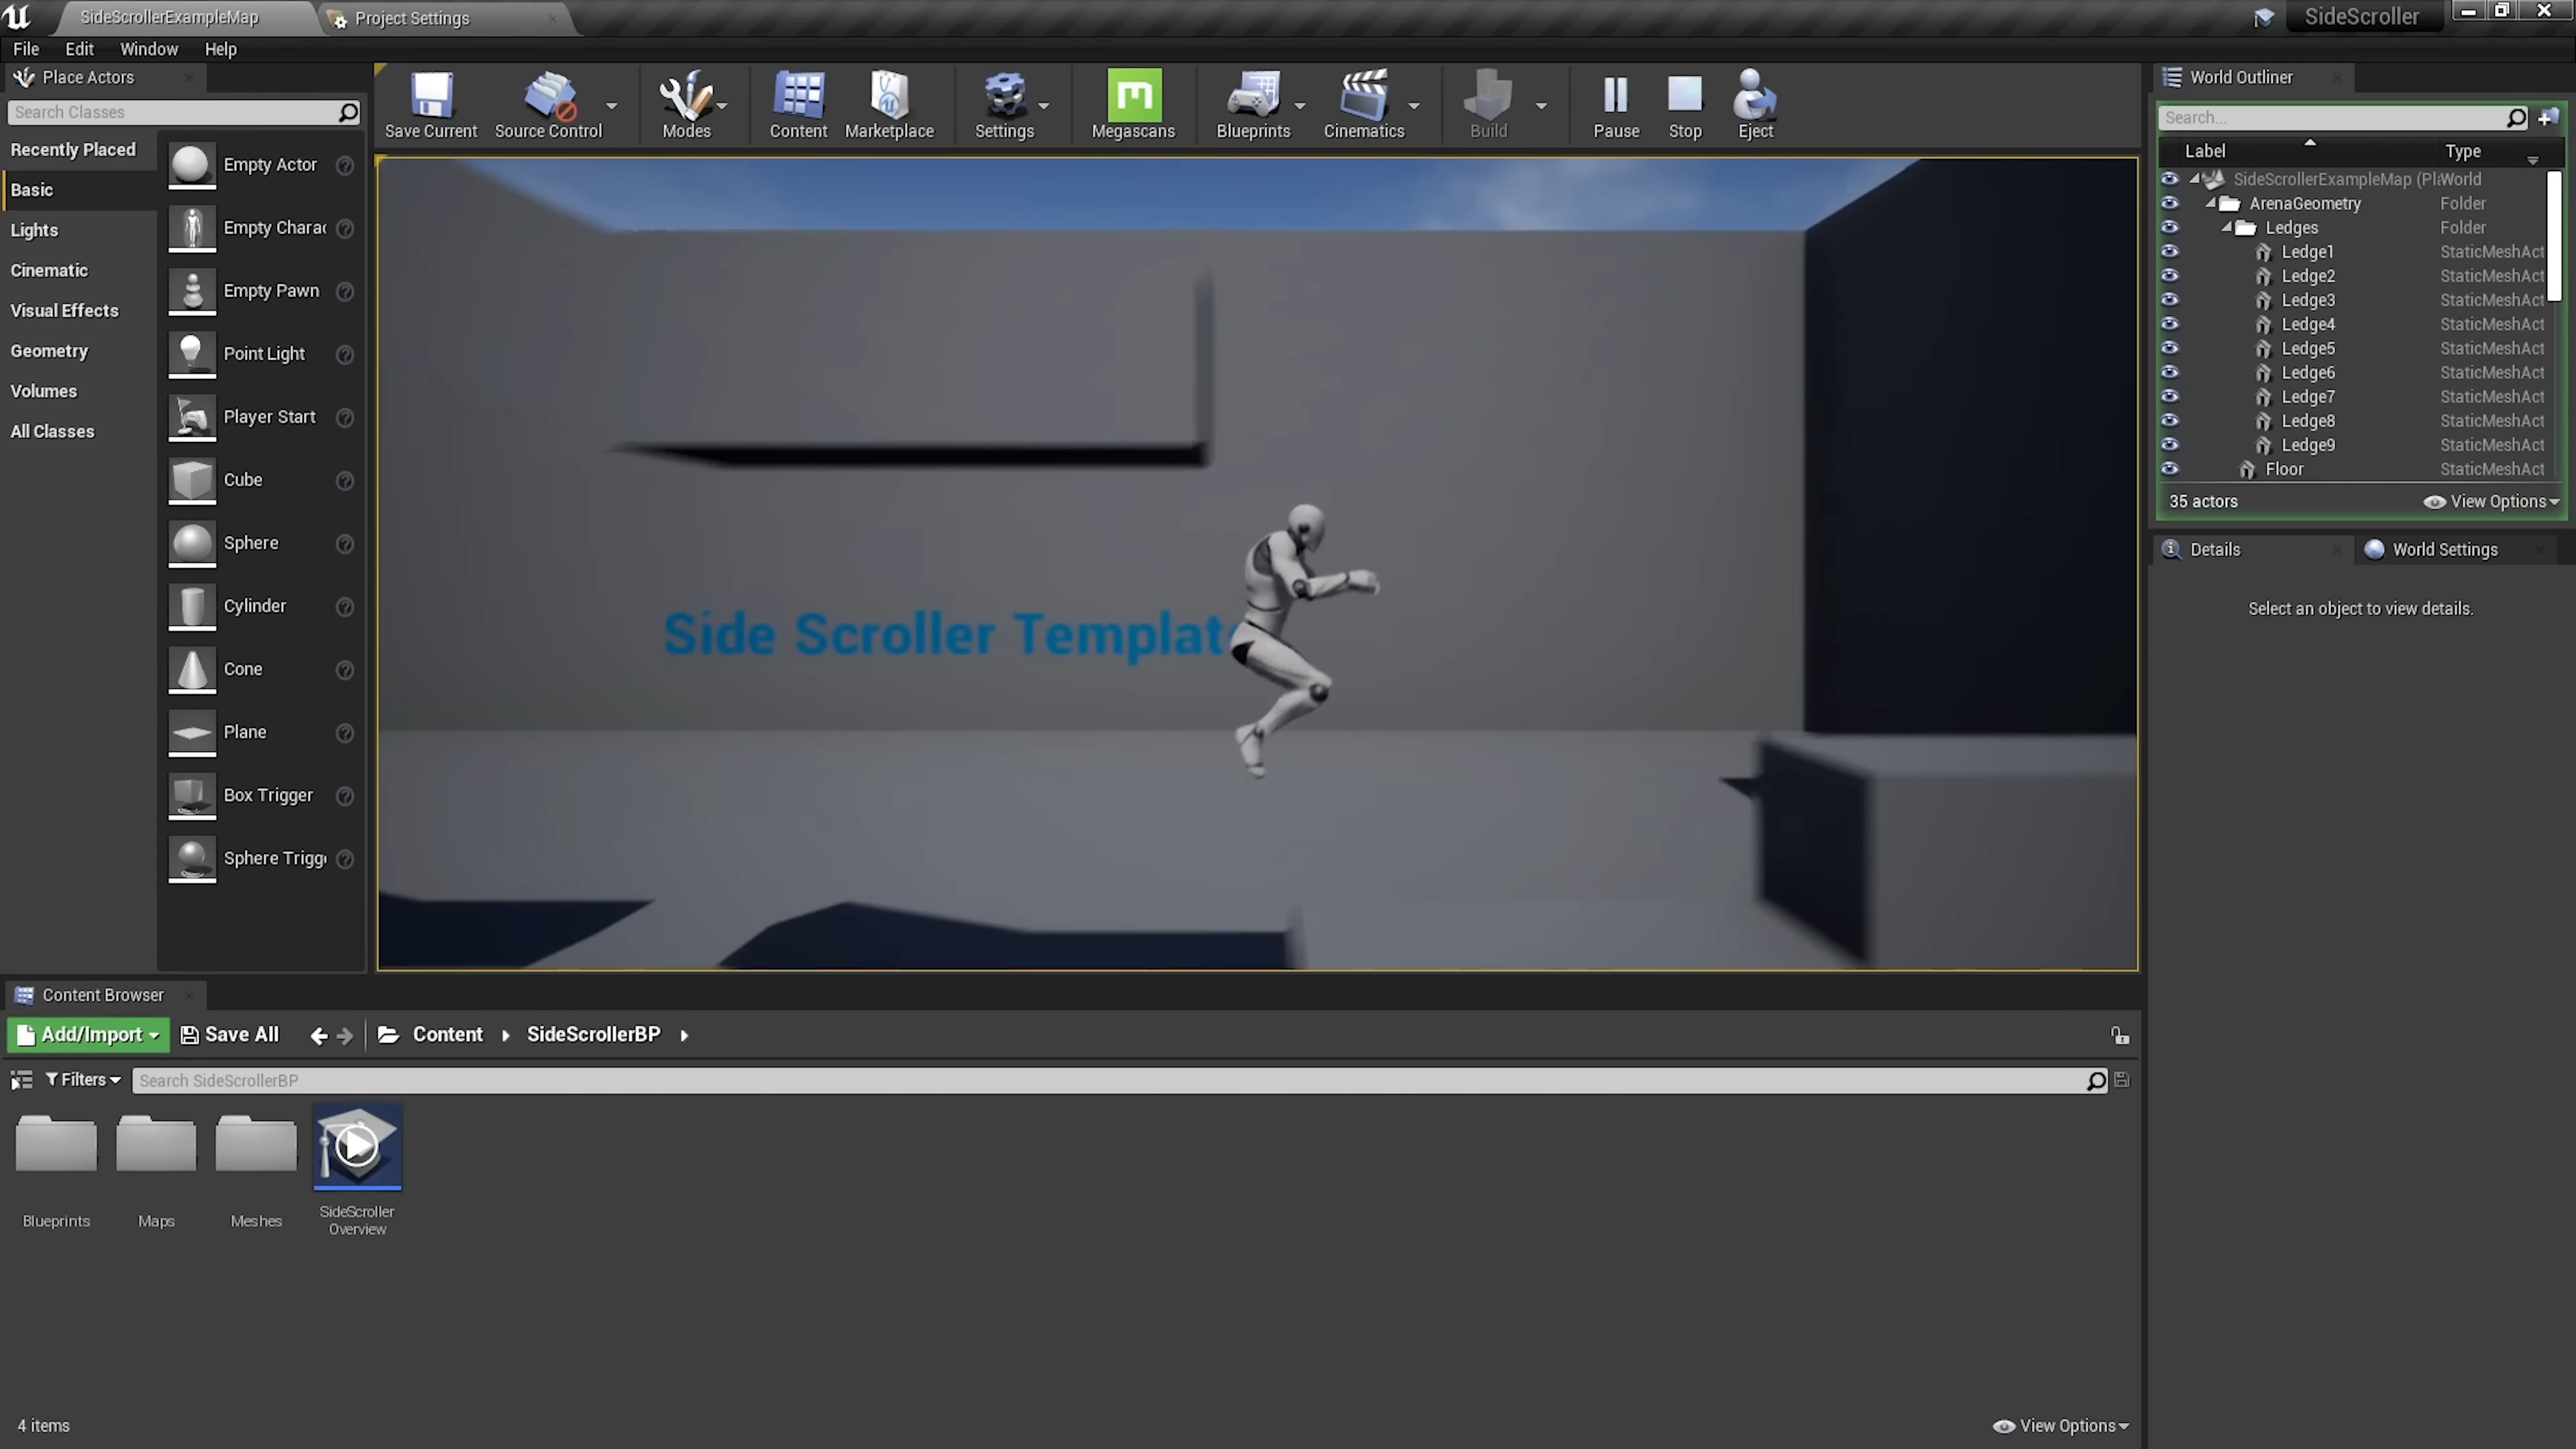 SideScrollerExampleMap
Project Settings
SideScroller
File Edit Window Help
Place Actors
Search Classes
Recently Placed
Basic
Lights
Cinematic
Visual Effects
Geometry
Volumes
All Classes
Empty Actor
Empty Charac
Empty Pawn
Point Light
Player Start
Cube
Sphere
Cylinder
Cone
Plane
Box Trigger
Sphere Trigge
Save Current
Source Control
Modes
Content
Marketplace
Settings
Megascans
Blueprints
Cinematics
Build
Pause
Stop
Eject
Side Scroller Template
World Outliner
Search...
Label Type
SideScrollerExampleMap (Pla World
ArenaGeometry Folder
Ledges Folder
Ledge1 StaticMeshAct
Ledge2 StaticMeshAct
Ledge3 StaticMeshAct
Ledge4 StaticMeshAct
Ledge5 StaticMeshAct
Ledge6 StaticMeshAct
Ledge7 StaticMeshAct
Ledge8 StaticMeshAct
Ledge9 StaticMeshAct
Floor StaticMeshAct
35 actors View Options
Details
World Settings
Select an object to view details.
Content Browser
Add/Import Save All Content SideScrollerBP
Filters Search SideScrollerBP
Blueprints
Maps
Meshes
SideScroller
Overview
4 items View Options